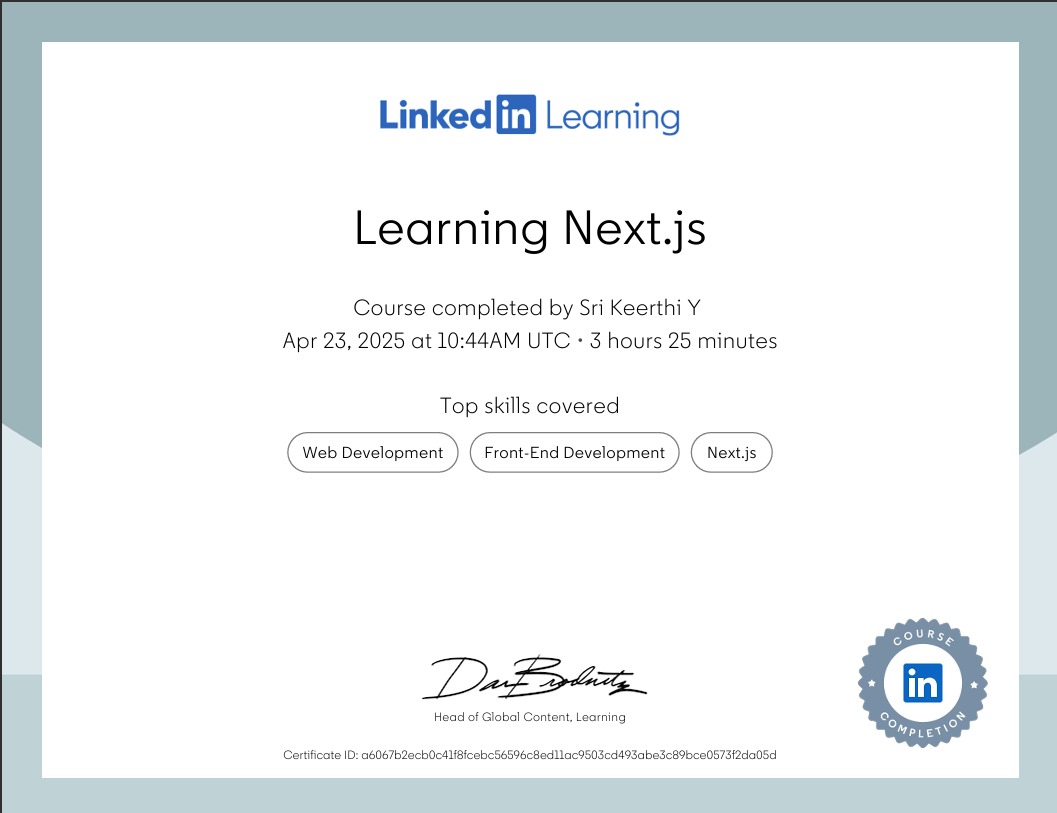 Linked in Learning
Learning Next.js
Course completed by Sri Keerthi Y
Apr 23, 2025 at 10:44AM UTC • 3 hours 25 minutes
Top skills covered
Web Development Front-End Development Next.js
Dan Brodnitz
Head of Global Content, Learning
COURSE
in
COMPLETION
Certificate ID: a6067b2ecb0c41f8fcebc56596c8ed11ac9503cd493abe3c89bce0573f2da05d